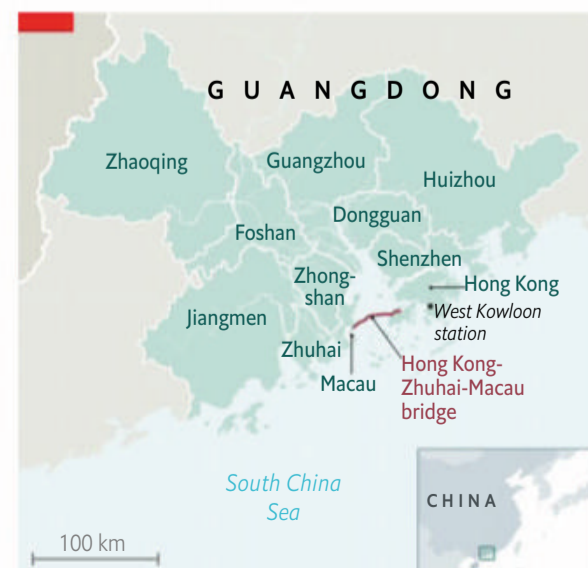 GUANGDONG
Zhaoqing
Guangzhou
Huizhou
Dongguan
Foshan
Shenzhen
Zhong-
shan
Hong Kong
West Kowloon
station
Jiangmen
Zhuhai
Macau
Hong Kong-
Zhuhai-Macau
bridge
South China
Sea
CHINA
100 km